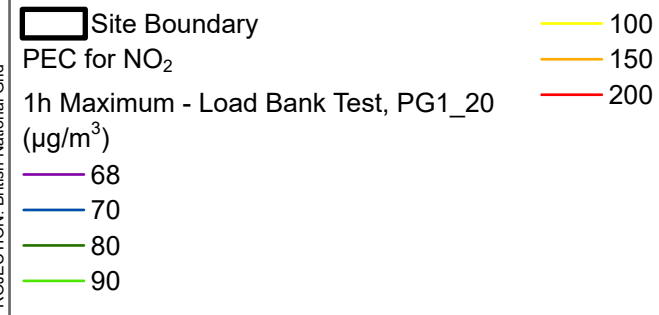 Site Boundary
PEC for NO₂
1h Maximum - Load Bank Test, PG1_20
(µg/m³)
68
70
80
90
100
150
200